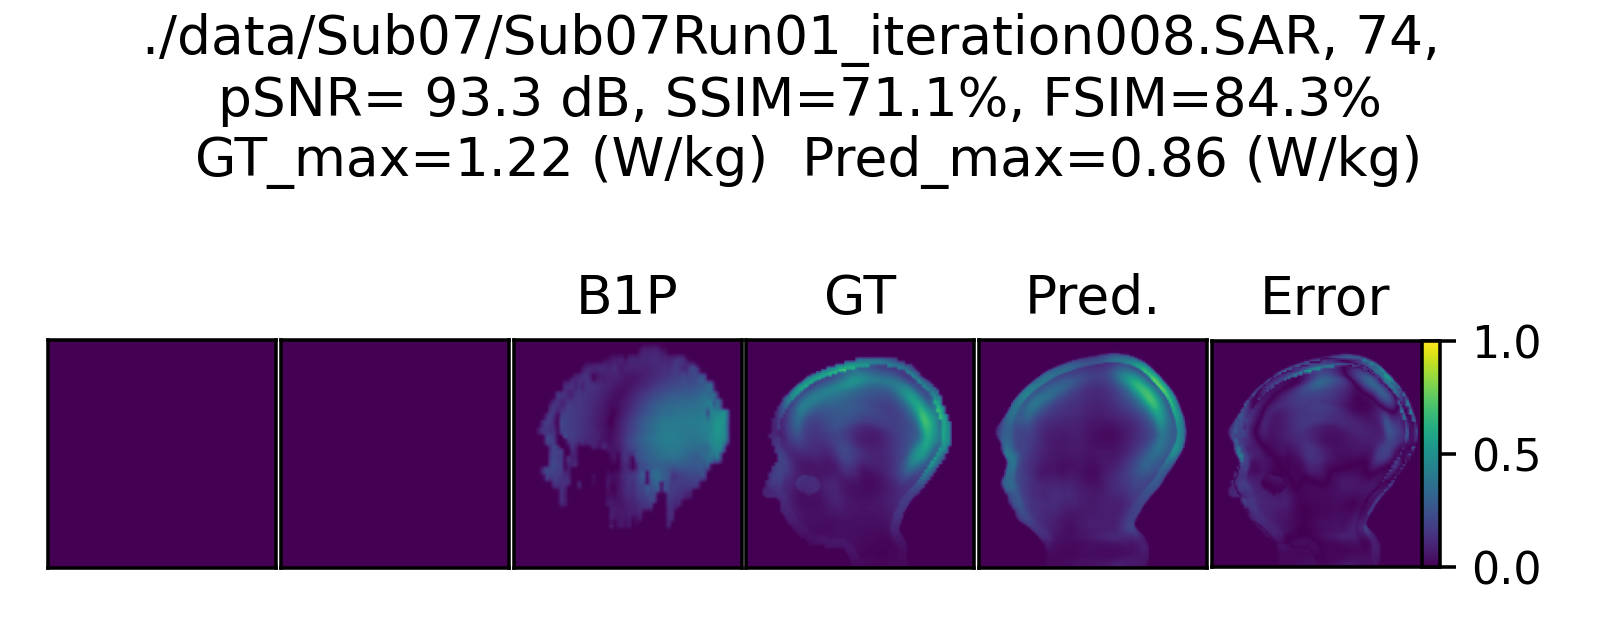 ./data/Sub07/Sub07Run01_iteration008.SAR, 74,
pSNR= 93.3 dB, SSIM=71.1%, FSIM=84.3%
GT_max=1.22 (W/kg)  Pred_max=0.86 (W/kg)
B1P GT Pred. Error
1.0
0.5
0.0